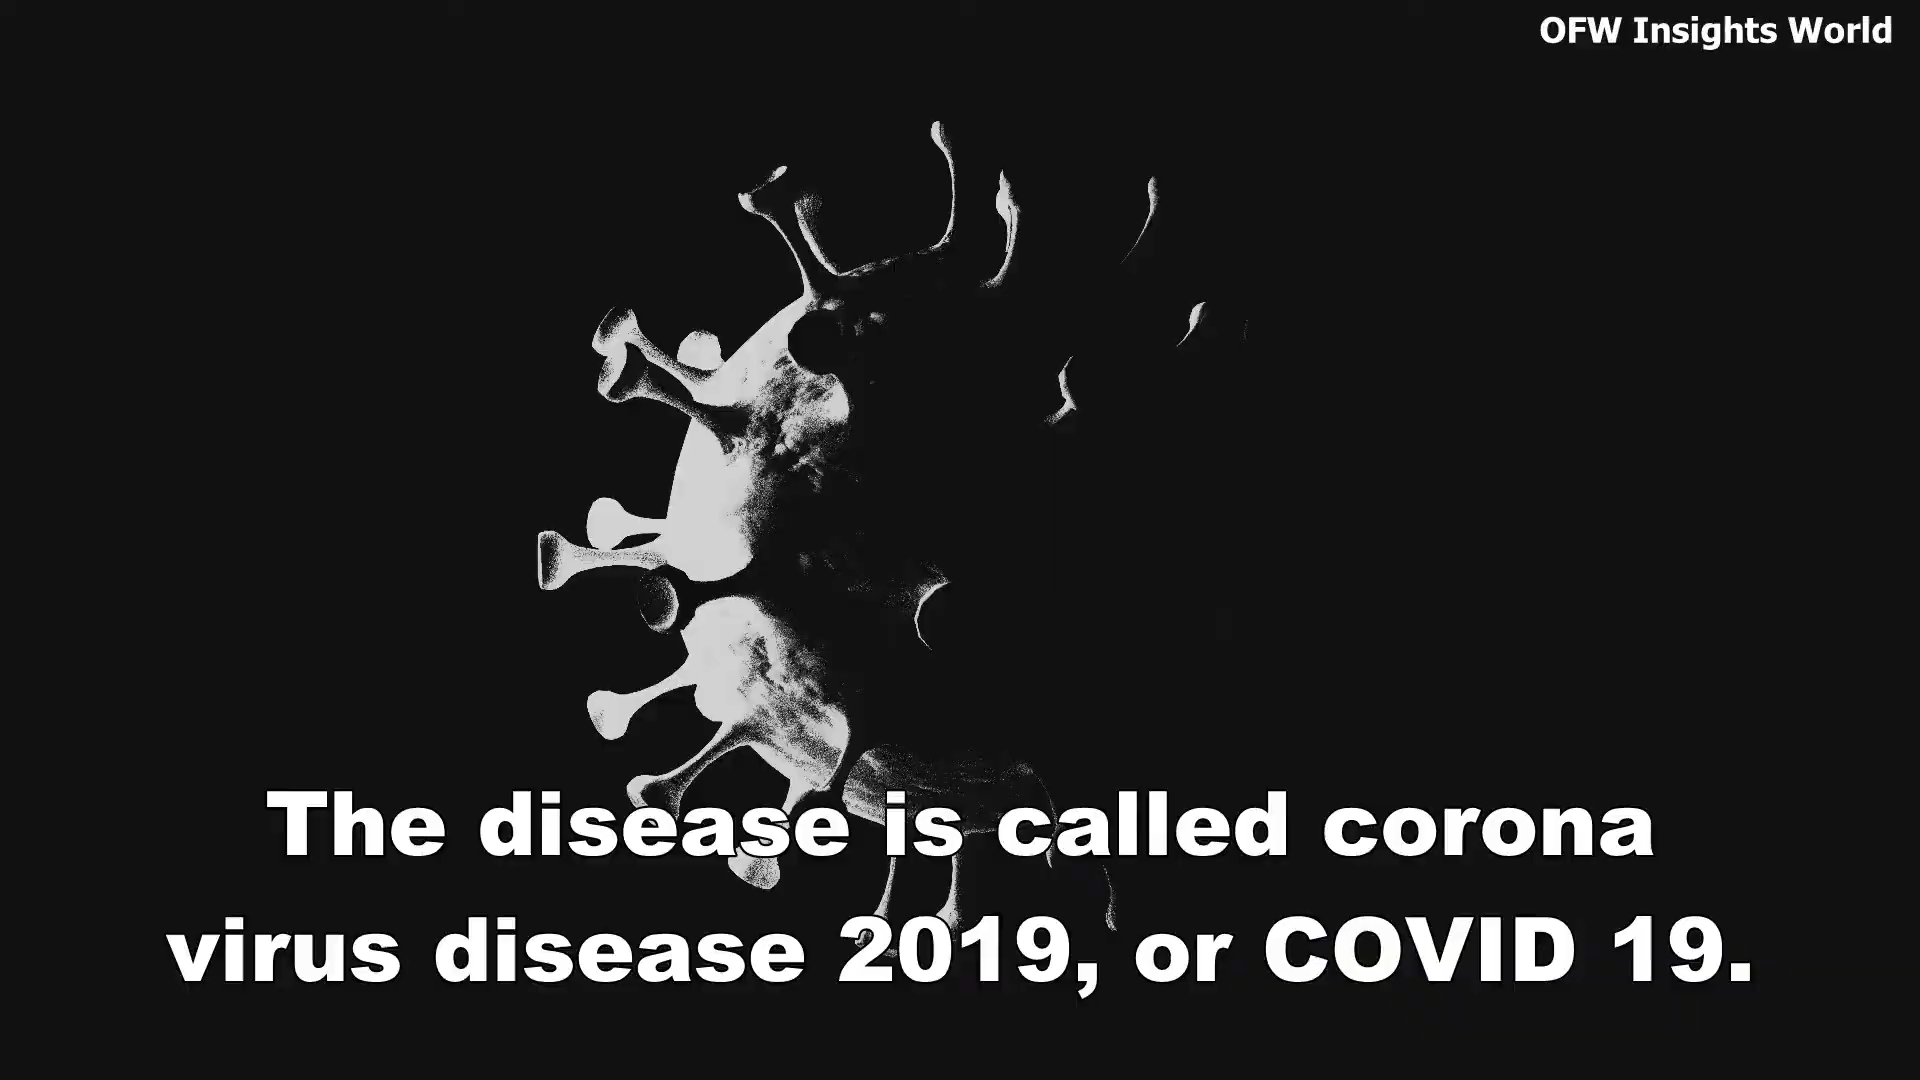 OFW Insights World
The disease is called corona
virus disease 2019, or COVID 19.